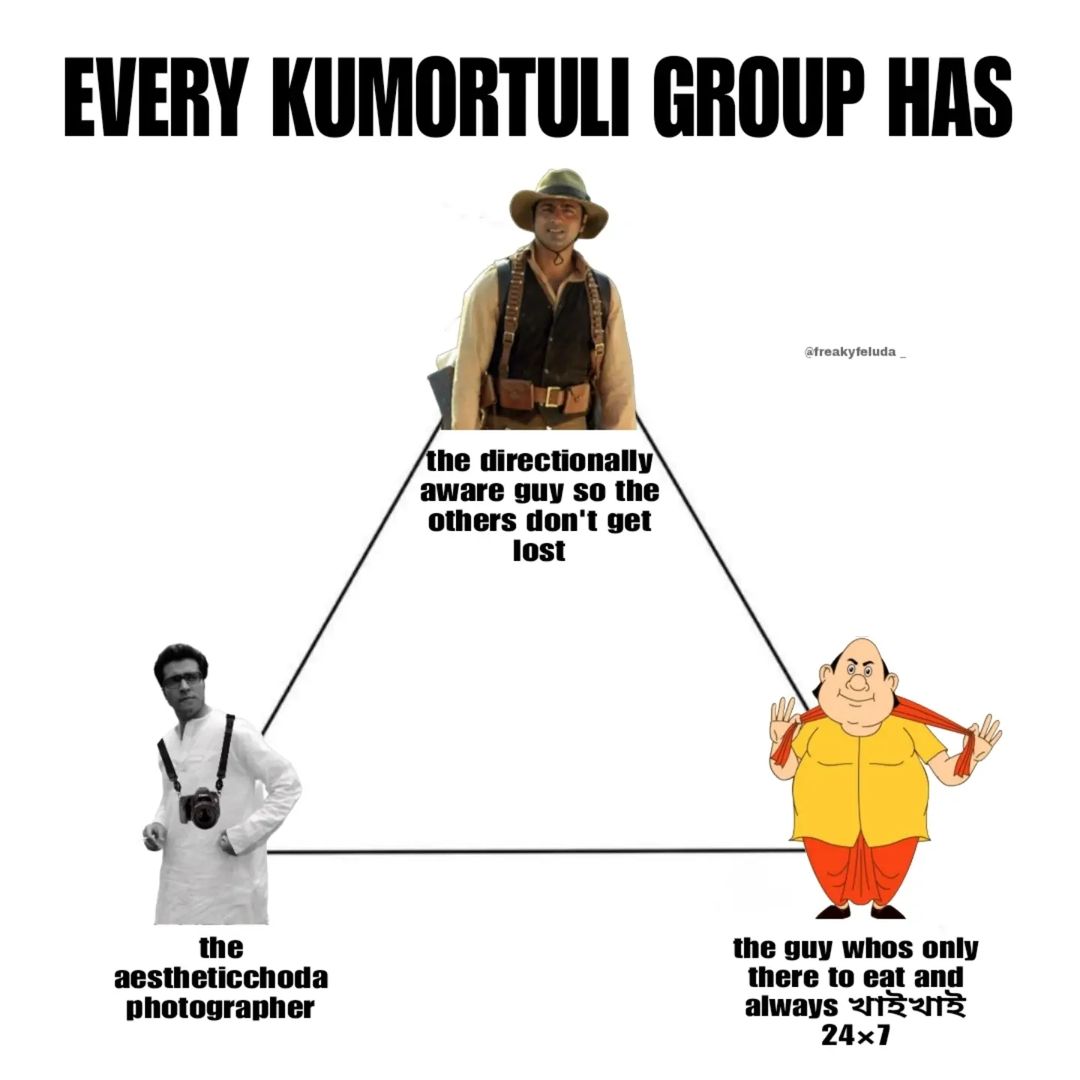 EVERY KUMORTULI GROUP HAS
@freakyfeluda _
the directionally
aware guy so the
others don't get
lost
the
aestheticchoda
photographer
the guy whos only
there to eat and
always খাইখাই
24×7